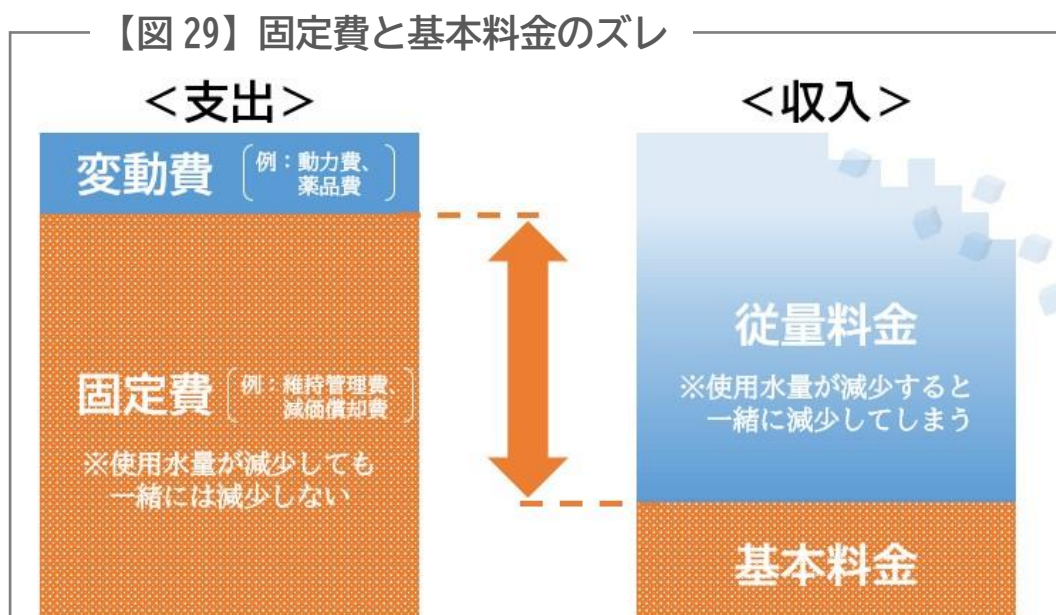 【図 29】固定費と基本料金のズレ
＜支出＞
変動費
例：動力費、
薬品費
固定費
例：維持管理費、
減価償却費
※使用水量が減少しても
一緒には減少しない
＜収入＞
従量料金
※使用水量が減少すると
一緒に減少してしまう
基本料金